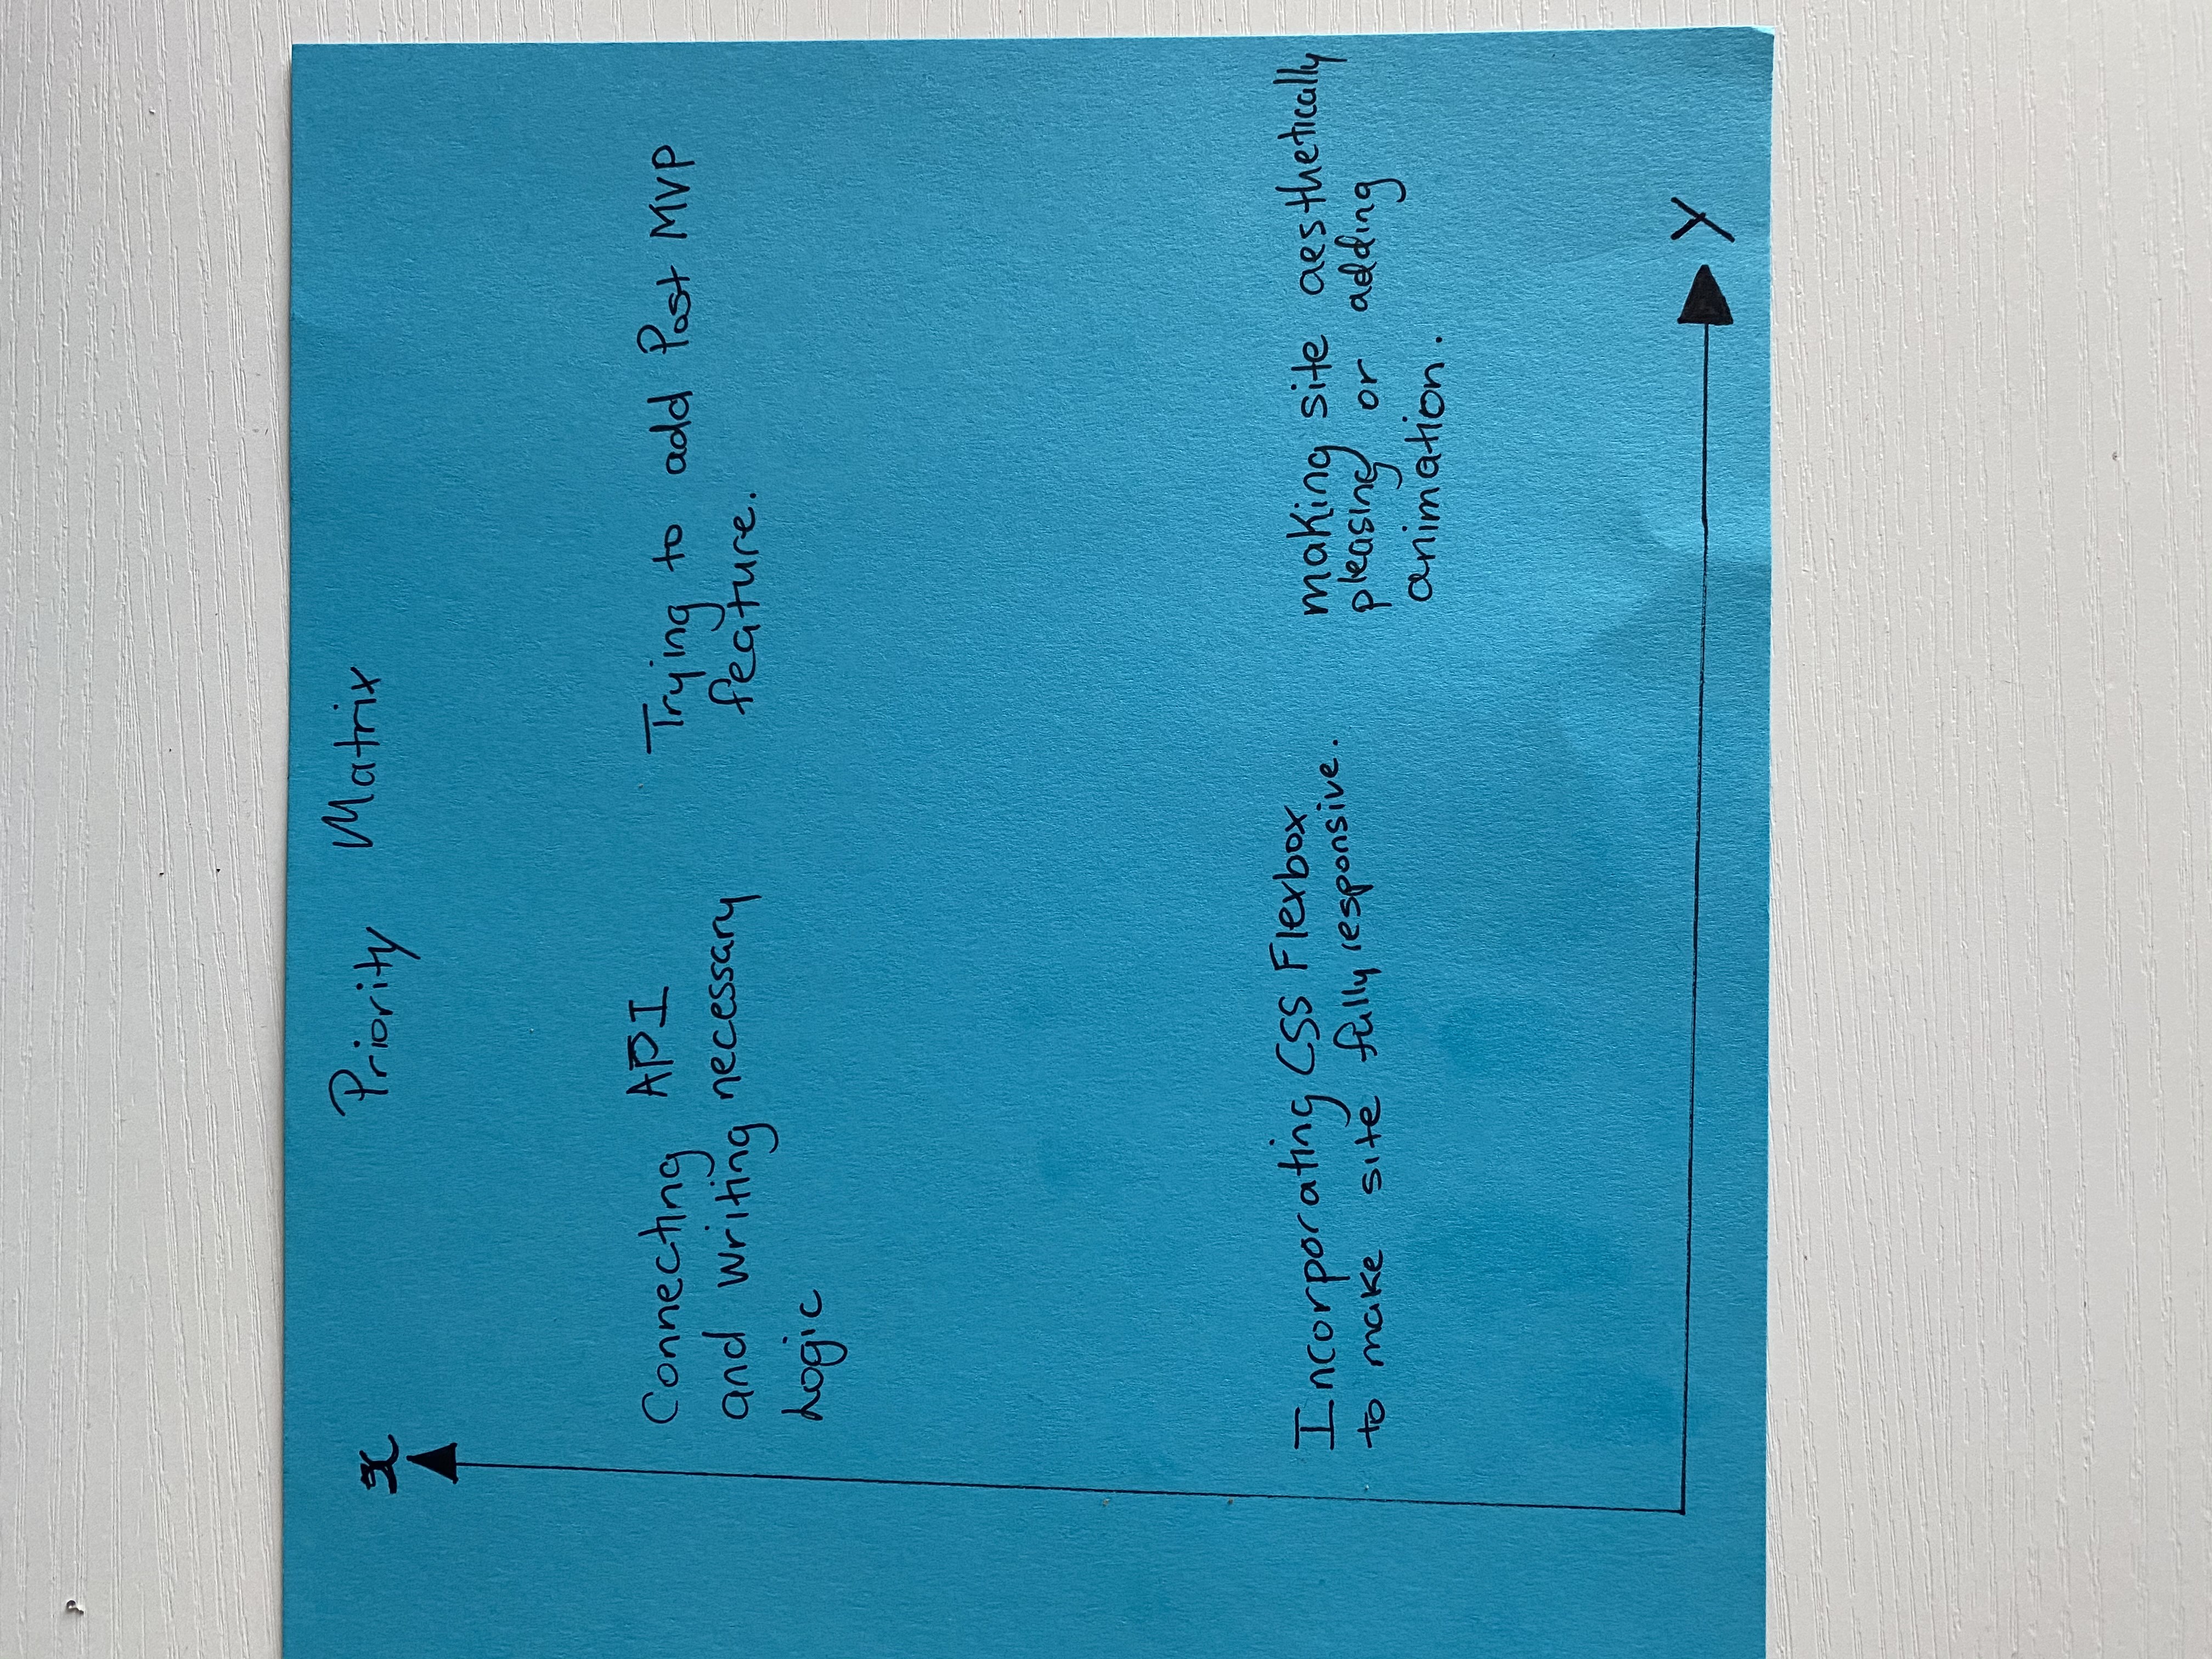 Priority Matrix
x
Connecting API
and writing necessary
Logic
Trying to add Post MVP
feature.
Incorporating CSS Flexbox
to make site fully responsive.
making site aesthetically
pleasing or adding
animation.
Y